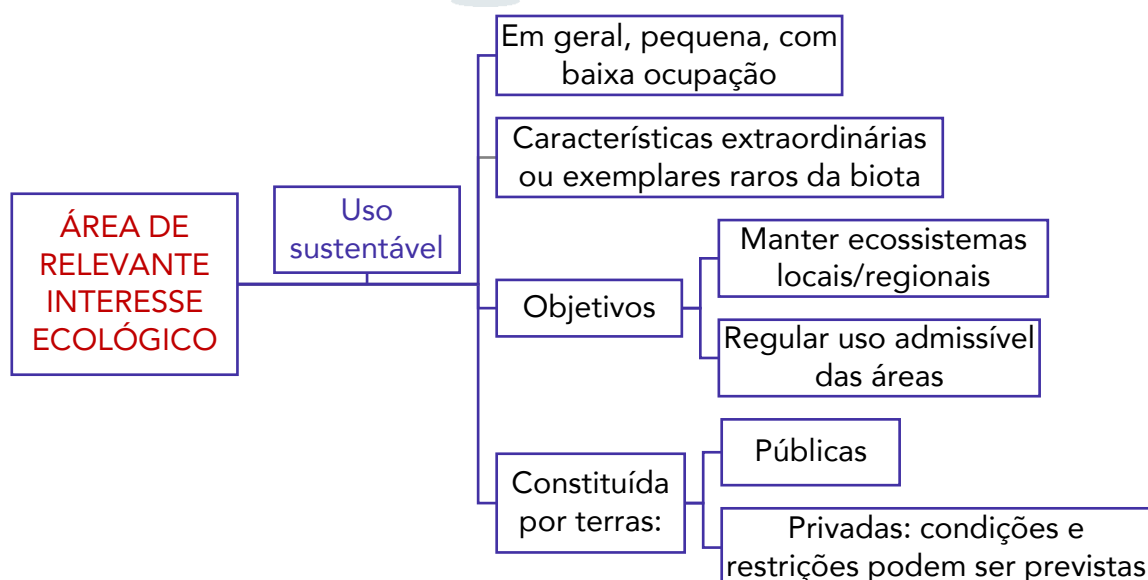 ÁREA DE
RELEVANTE
INTERESSE
ECOLÓGICO
Uso
sustentável
Em geral, pequena, com
baixa ocupação
Características extraordinárias
ou exemplares raros da biota
Objetivos
Manter ecossistemas
locais/regionais
Regular uso admissível
das áreas
Constituída
por terras:
Públicas
Privadas: condições e
restrições podem ser previstas